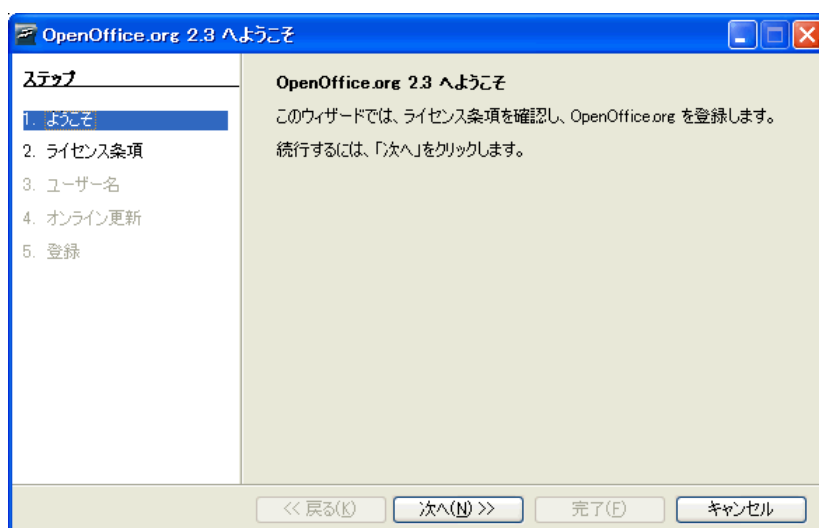 OpenOffice.org 2.3 へようこそ
ステップ
1. ようこそ
2. ライセンス条項
3. ユーザー名
4. オンライン更新
5. 登録
OpenOffice.org 2.3 へようこそ
このウィザードでは、ライセンス条項を確認し、OpenOffice.org を登録します。
続行するには、「次へ」をクリックします。
<< 戻る(K)
次へ(N) >>
完了(F)
キャンセル